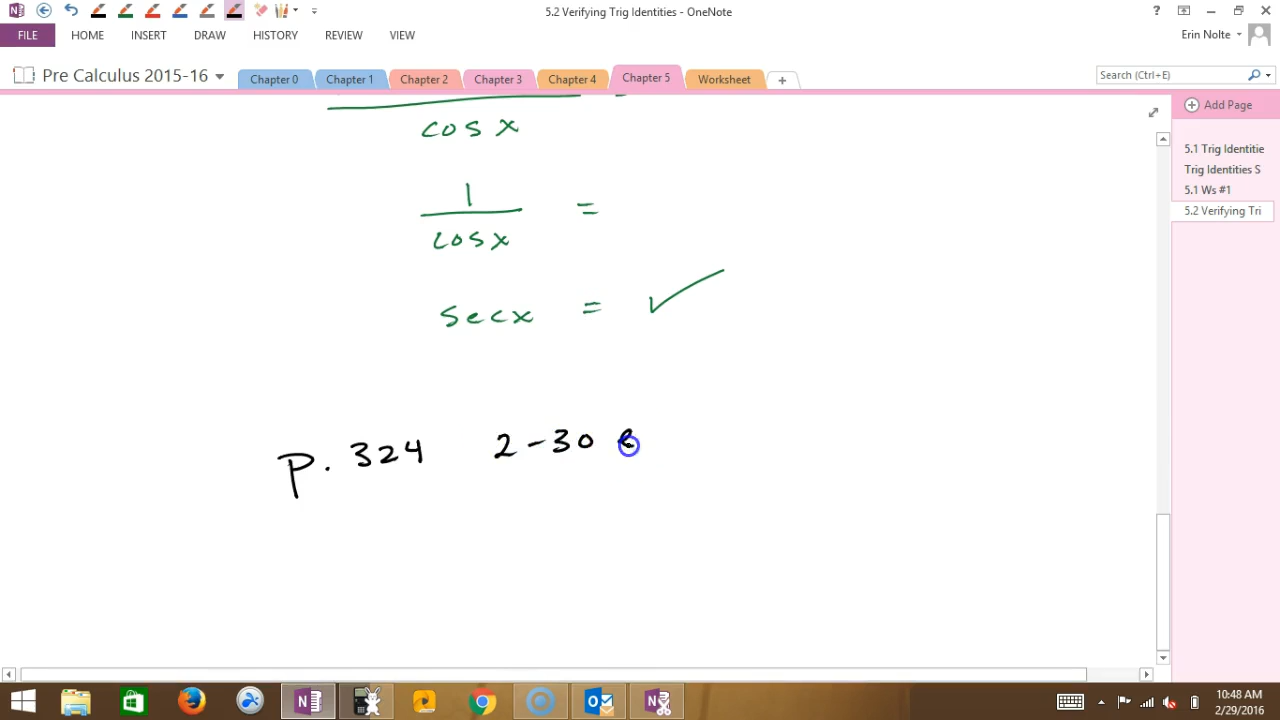 5.2 Verifying Trig Identities - OneNote
?
FILE HOME INSERT DRAW HISTORY REVIEW VIEW
Erin Nolte
Pre Calculus 2015-16
Chapter 0 Chapter 1 Chapter 2 Chapter 3 Chapter 4 Chapter 5 Worksheet +
Search (Ctrl+E)
Add Page
5.1 Trig Identitie
Trig Identities S
5.1 Ws #1
5.2 Verifying Tri
cos x
1
=
cosx
secx = ✓
p. 324 2-30 e
10:48 AM
2/29/2016